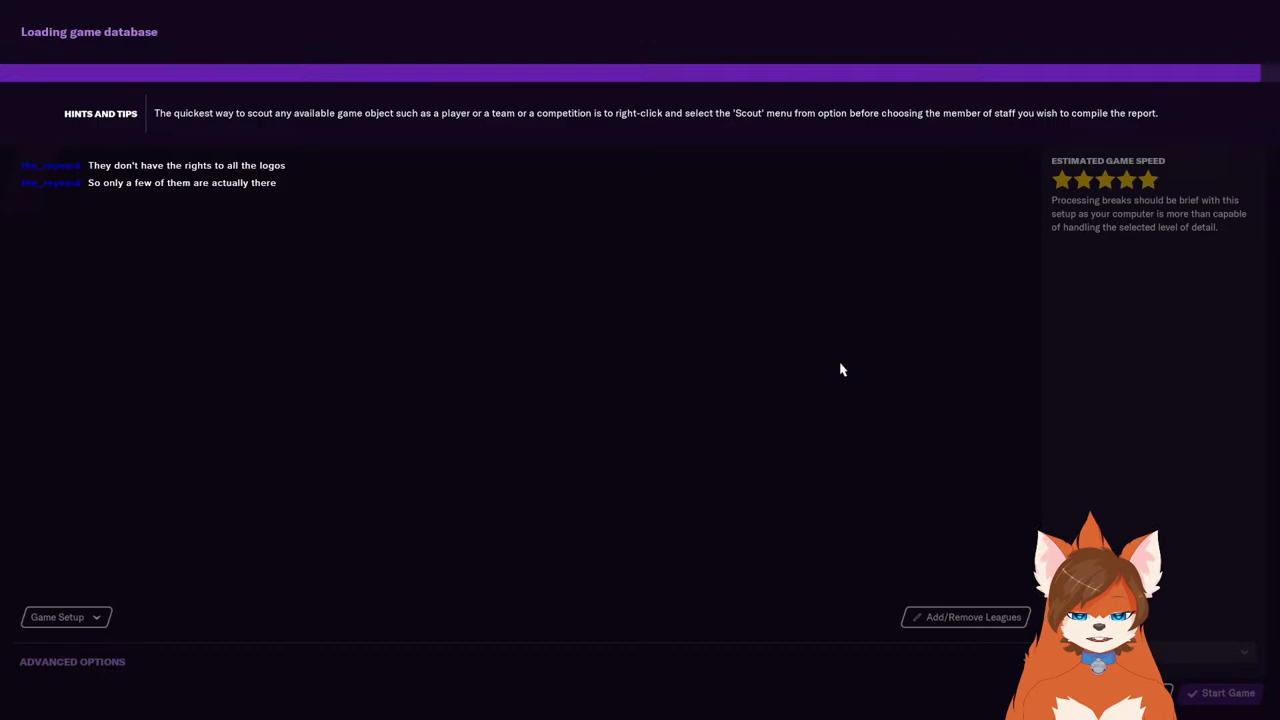 Loading game database
HINTS AND TIPS
The quickest way to scout any available game object such as a player or a team or a competition is to right-click and select the 'Scout' menu from option before choosing the member of staff you wish to compile the report.
They don't have the rights to all the logos
So only a few of them are actually there
ESTIMATED GAME SPEED
Processing breaks should be brief with this
setup as your computer is more than capable
of handling the selected level of detail.
Game Setup
Add/Remove Leagues
ADVANCED OPTIONS
Start Game